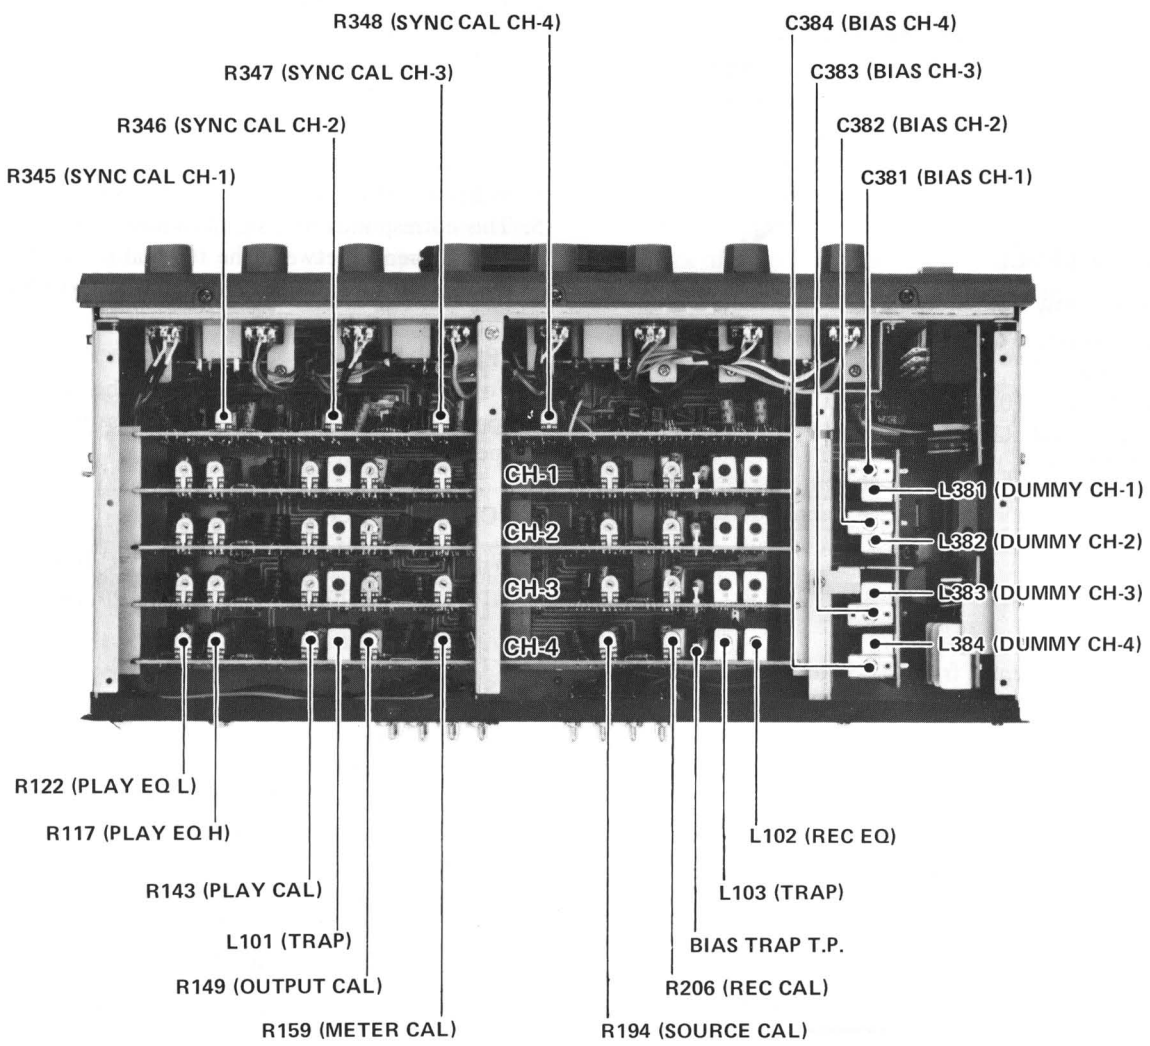 R348 (SYNC CAL CH-4)
C384 (BIAS CH-4)
R347 (SYNC CAL CH-3)
C383 (BIAS CH-3)
R346 (SYNC CAL CH-2)
C382 (BIAS CH-2)
R345 (SYNC CAL CH-1)
C381 (BIAS CH-1)
CH-1
L381 (DUMMY CH-1)
CH-2
L382 (DUMMY CH-2)
CH-3
L383 (DUMMY CH-3)
CH-4
L384 (DUMMY CH-4)
R122 (PLAY EQ L)
R117 (PLAY EQ H)
L102 (REC EQ)
R143 (PLAY CAL)
L103 (TRAP)
L101 (TRAP)
BIAS TRAP T.P.
R149 (OUTPUT CAL)
R206 (REC CAL)
R159 (METER CAL)
R194 (SOURCE CAL)